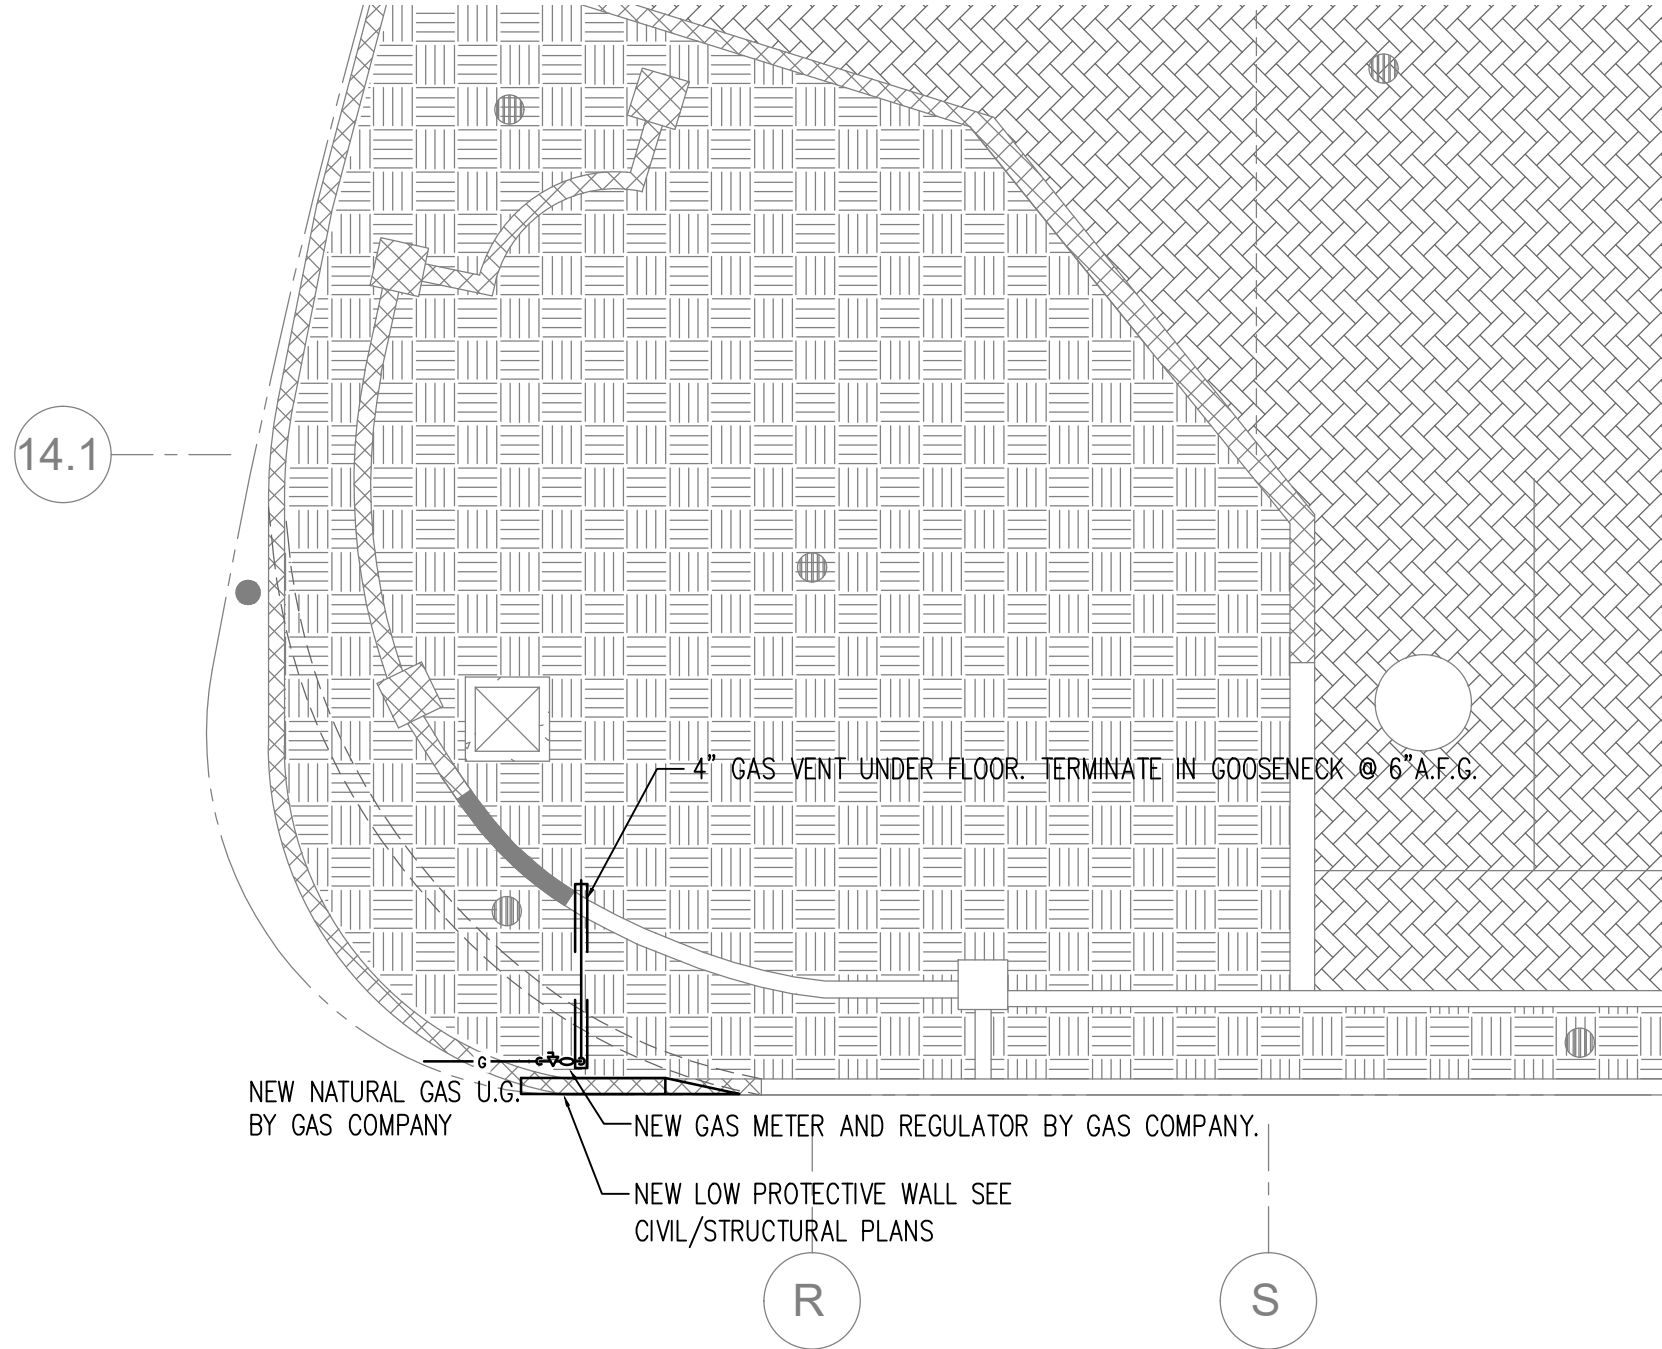 14.1
4" GAS VENT UNDER FLOOR. TERMINATE IN GOOSENECK @ 6"A.F.G.
G
NEW NATURAL GAS U.G.
BY GAS COMPANY
NEW GAS METER AND REGULATOR BY GAS COMPANY.
NEW LOW PROTECTIVE WALL SEE
CIVIL/STRUCTURAL PLANS
R
S